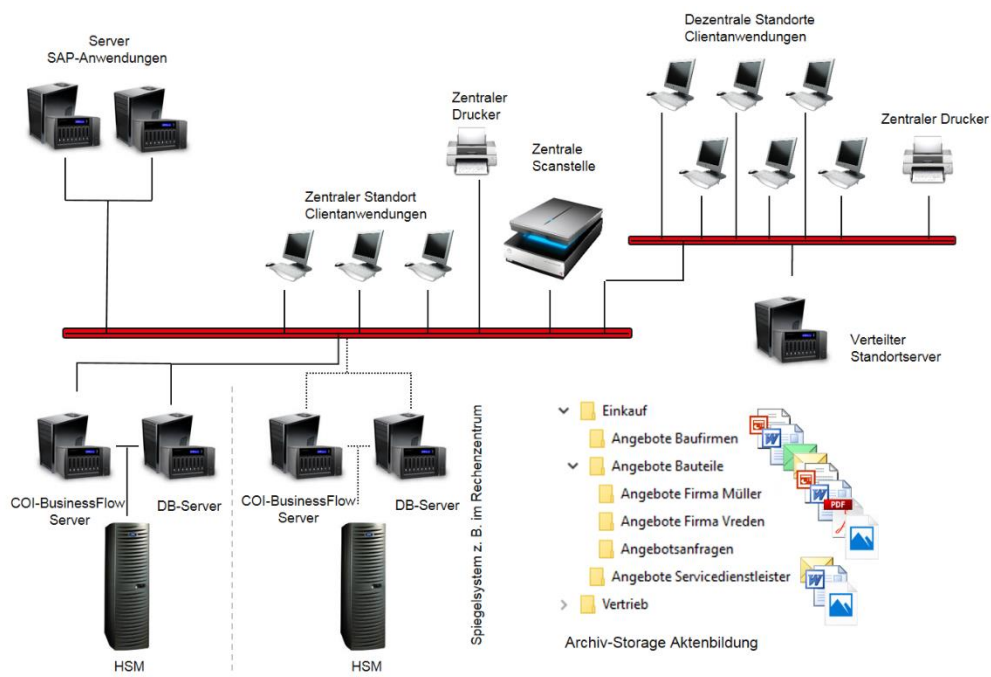 Server
SAP-Anwendungen
Dezentrale Standorte
Clientanwendungen
Zentraler
Drucker
Zentrale
Scanstelle
Zentraler Drucker
Zentraler Standort
Clientanwendungen
Verteilter
Standortserver
COI-BusinessFlow
Server
DB-Server
HSM
COI-BusinessFlow
Server
DB-Server
HSM
Spiegelsystem z. B. im Rechenzentrum
Einkauf
Angebote Baufirmen
Angebote Bauteile
Angebote Firma Müller
Angebote Firma Vreden
Angebotsanfragen
Angebote Servicedienstleister
Vertrieb
W
W
PDF
W
Archiv-Storage Aktenbildung